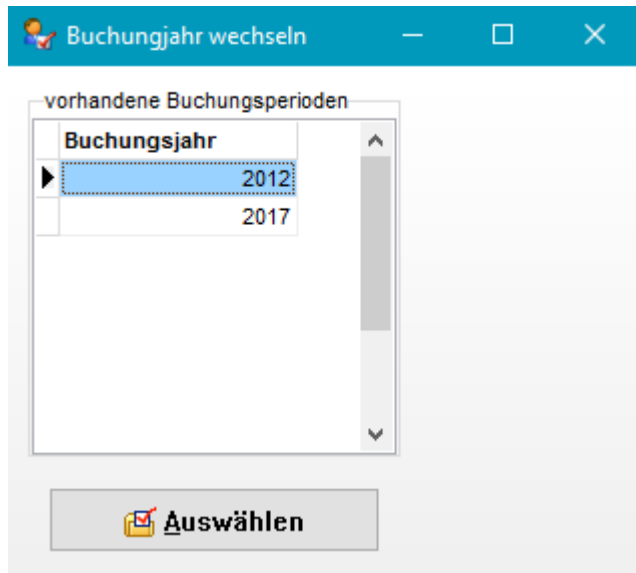 Buchungjahr wechseln
vorhandene Buchungsperioden
Buchungsjahr
2012
2017
Auswählen